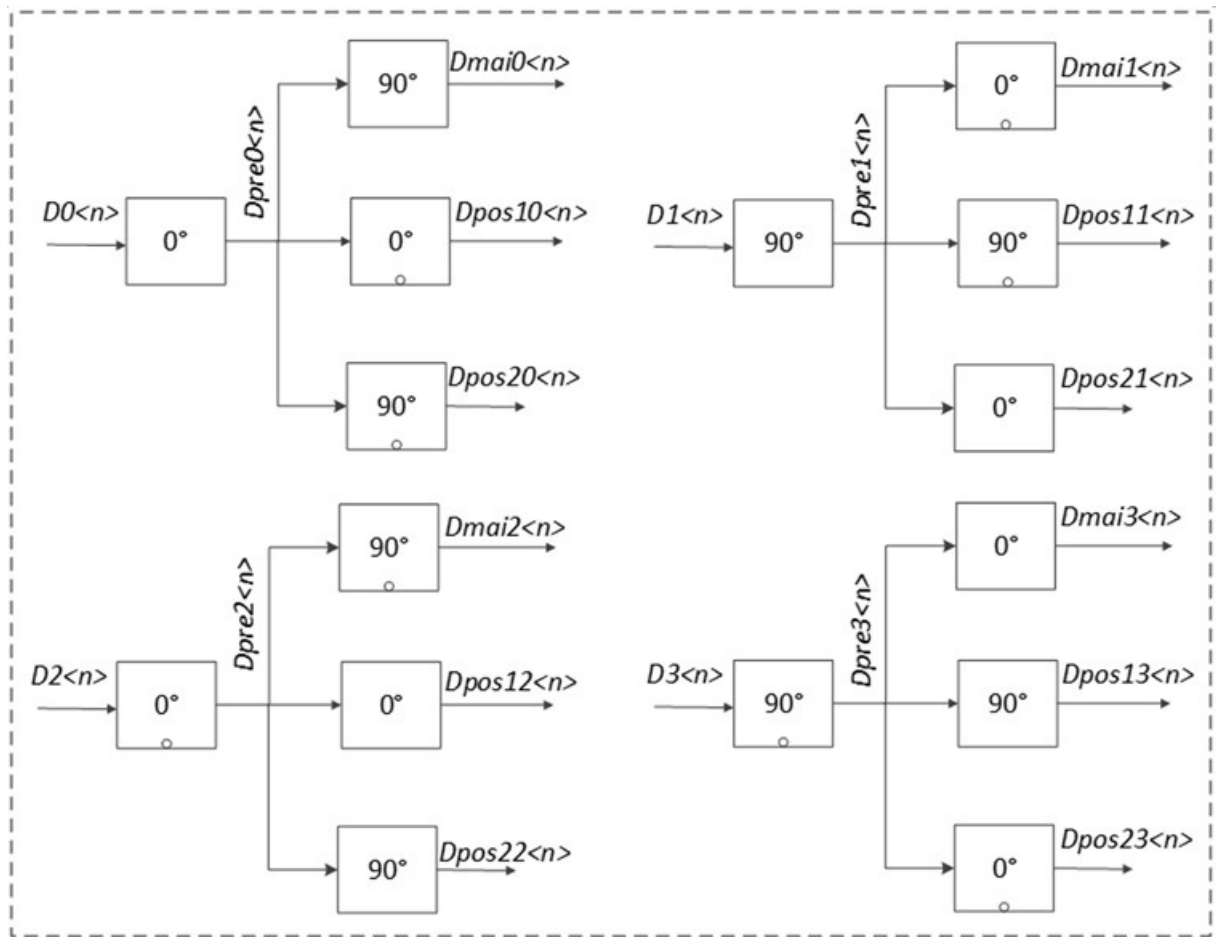 90°
Dmai0<n>
D0<n>
0°
Dpre0<n>
0°
Dpos10<n>
90°
Dpos20<n>
0°
Dmai1<n>
D1<n>
90°
Dpre1<n>
90°
Dpos11<n>
0°
Dpos21<n>
90°
Dmai2<n>
D2<n>
0°
Dpre2<n>
0°
Dpos12<n>
90°
Dpos22<n>
0°
Dmai3<n>
D3<n>
90°
Dpre3<n>
90°
Dpos13<n>
0°
Dpos23<n>